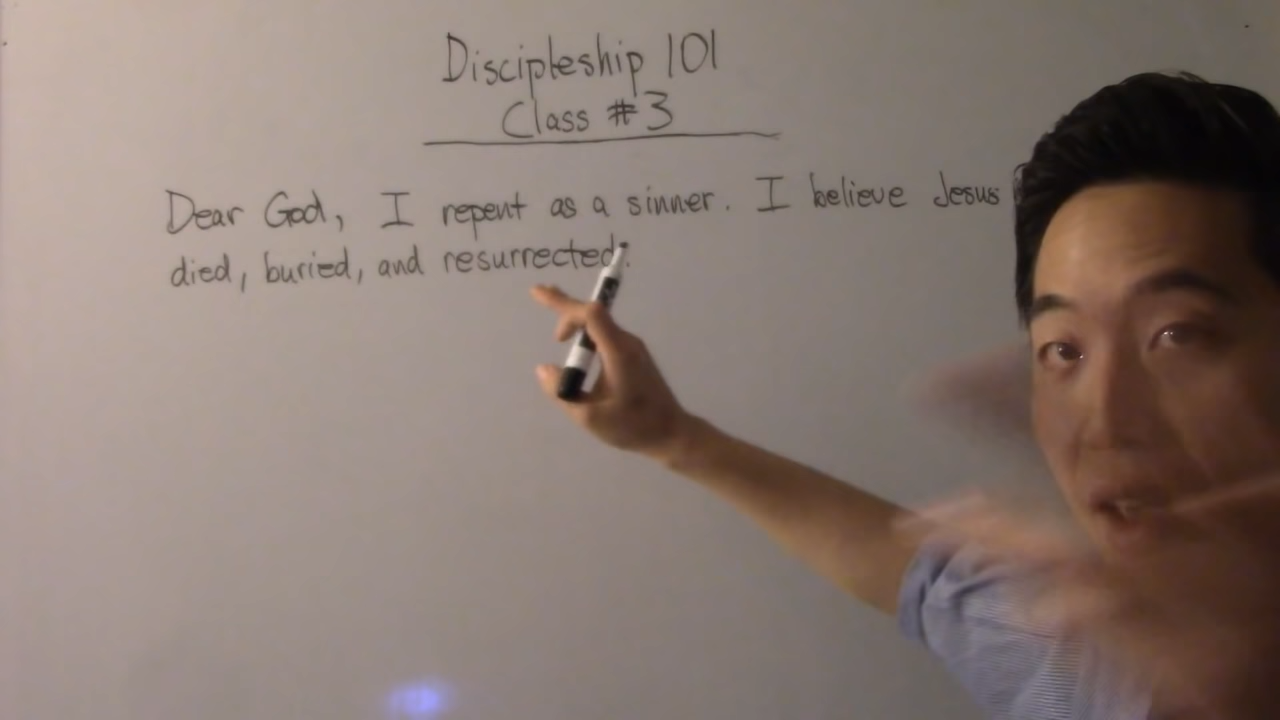 Discipleship 101
Class #3
Dear God, I repent as a sinner. I believe Jesus
died, buried, and resurrected.